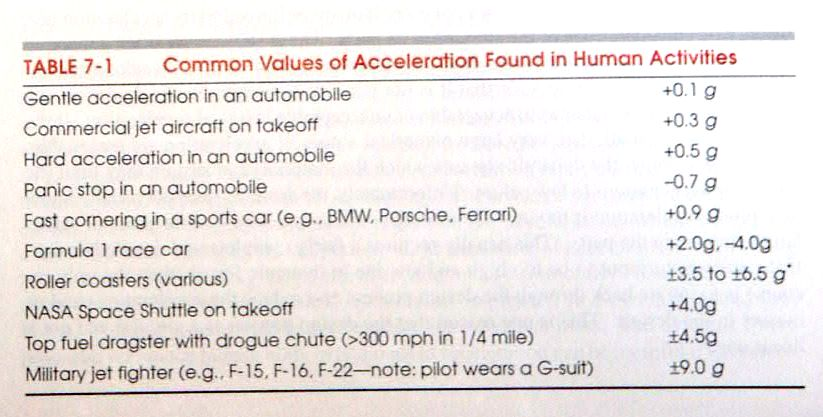 TABLE 7-1 Common Values of Acceleration Found in Human Activities
Gentle acceleration in an automobile +0.1 g
Commercial jet aircraft on takeoff +0.3 g
Hard acceleration in an automobile +0.5 g
Panic stop in an automobile -0.7 g
Fast cornering in a sports car (e.g., BMW, Porsche, Ferrari) +0.9 g
Formula 1 race car +2.0g, -4.0g
Roller coasters (various) ±3.5 to ±6.5 g*
NASA Space Shuttle on takeoff +4.0g
Top fuel dragster with drogue chute (>300 mph in 1/4 mile) ±4.5g
Military jet fighter (e.g., F-15, F-16, F-22—note: pilot wears a G-suit) ±9.0 g